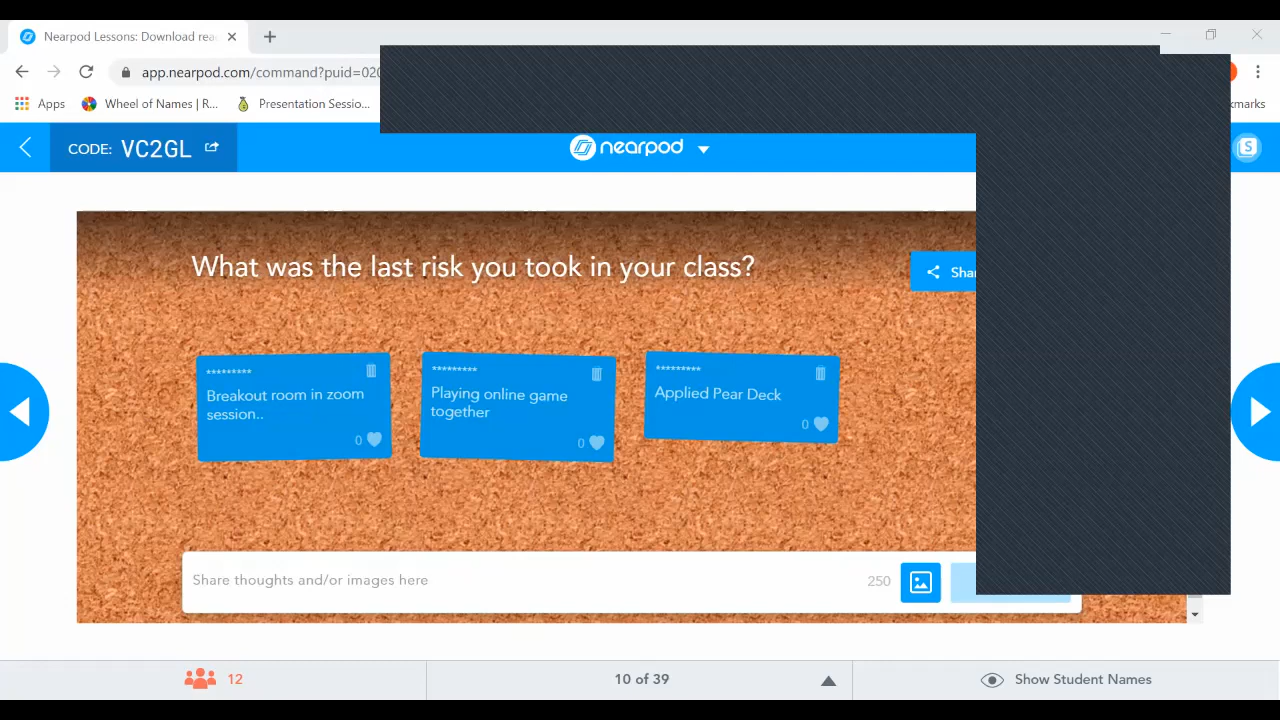 Nearpod Lessons: Download rea
app.nearpod.com/command?puid=020
Apps
Wheel of Names | R...
Presentation Sessio...
kmarks
CODE: VC2GL
nearpod
S
What was the last risk you took in your class?
Shar
*********
Breakout room in zoom
session..
0
*********
Playing online game
together
0
*********
Applied Pear Deck
0
Share thoughts and/or images here
250
12
10 of 39
Show Student Names